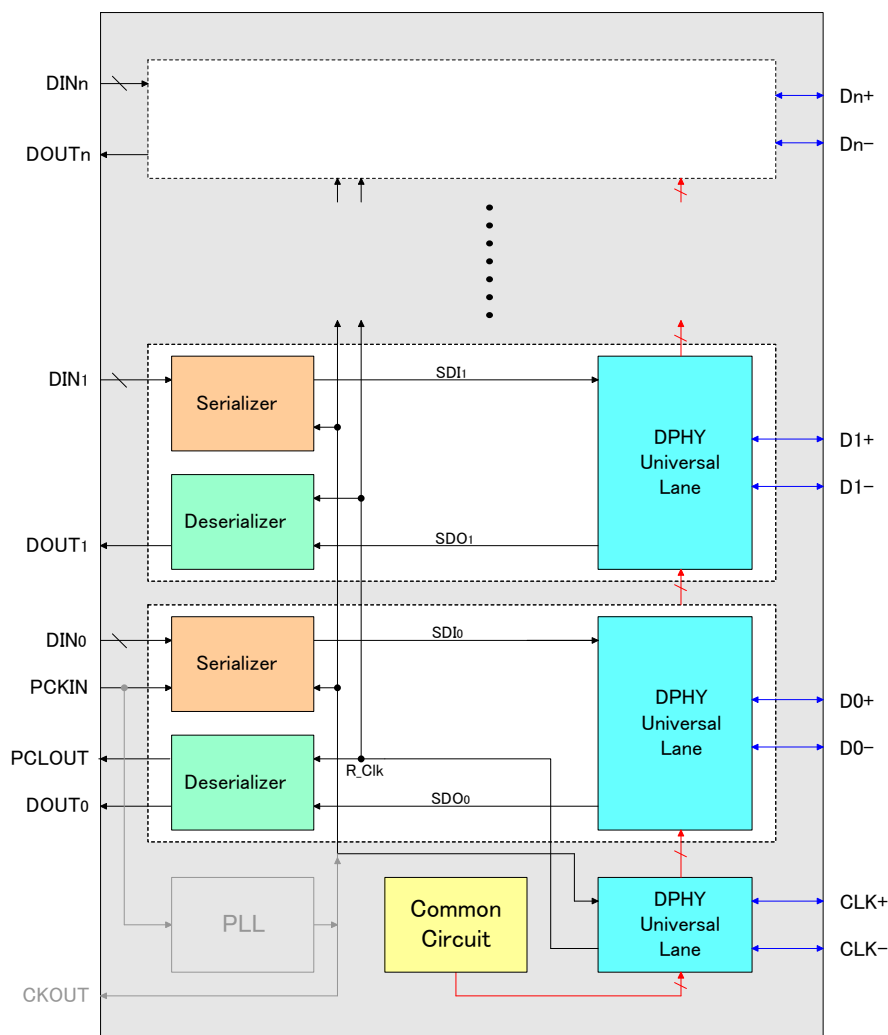 DINn
Dn+
Dn−
DOUTn
DIN1
SDI1
Serializer
DPHY
Universal
Lane
D1+
D1−
Deserializer
DOUT1
SDO1
DIN0
SDI0
Serializer
PCKIN
DPHY
Universal
Lane
D0+
D0−
PCLOUT
Deserializer
R_Clk
DOUT0
SDO0
PLL
Common
Circuit
DPHY
Universal
Lane
CLK+
CLK−
CKOUT